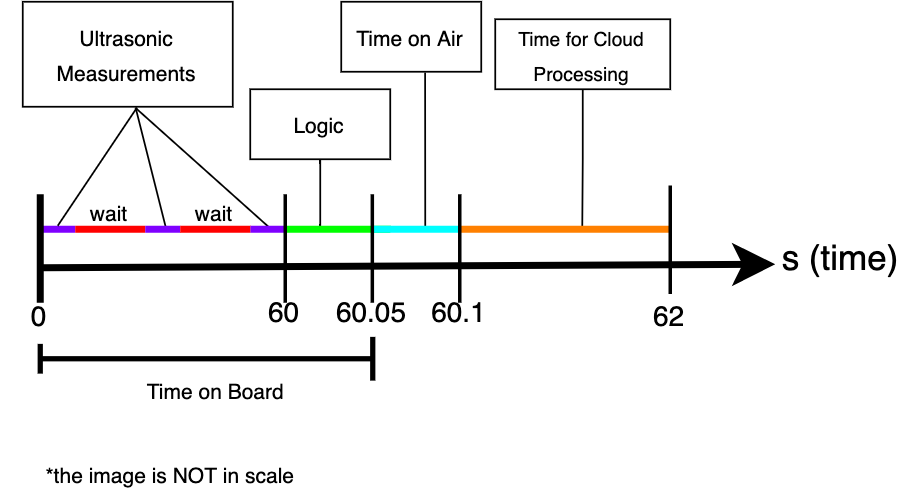 Ultrasonic
Measurements
Logic
Time on Air
Time for Cloud
Processing
wait
wait
s (time)
0
60
60.05
60.1
62
Time on Board
*the image is NOT in scale